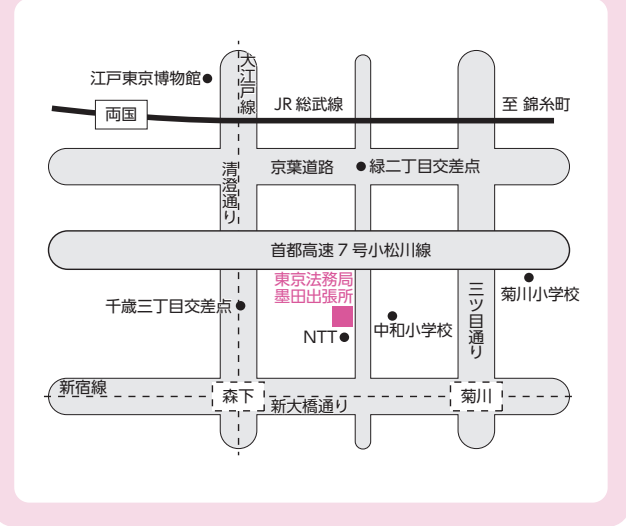 江戸東京博物館
大江戸線
JR 総武線
至 錦糸町
両国
清澄通り
京葉道路
緑二丁目交差点
首都高速 7 号小松川線
東京法務局
墨田出張所
千歳三丁目交差点
NTT
中和小学校
三ツ目通り
菊川小学校
新宿線
森下
新大橋通り
菊川